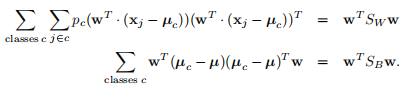 ∑_{classes c} ∑_{j∈c} p_c(w^T · (x_j − μ_c))(w^T · (x_j − μ_c))^T = w^T S_W w
∑_{classes c} w^T(μ_c − μ)(μ_c − μ)^T w = w^T S_B w.